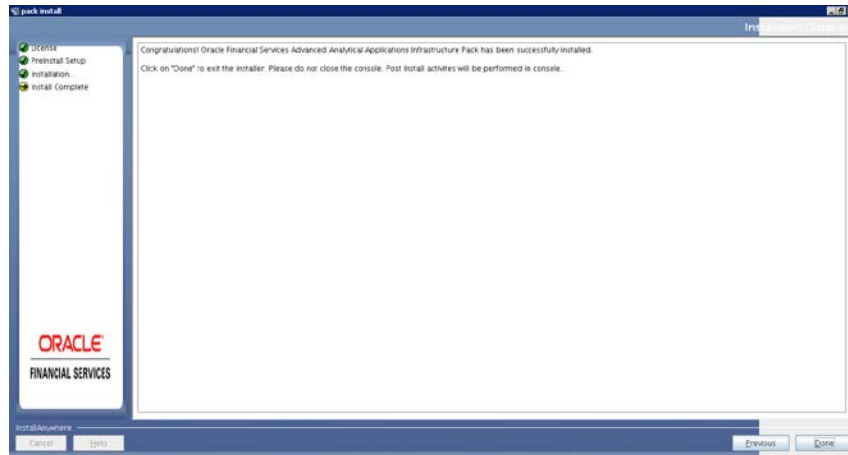 pack install
Installation Complete
License
Preinstall Setup
Installation...
Install Complete
Congratulations! Oracle Financial Services Advanced Analytical Applications Infrastructure Pack has been successfully installed.
Click on "Done" to exit the installer. Please do not close the console. Post Install activites will be performed in console...
ORACLE
FINANCIAL SERVICES
InstallAnywhere
Cancel
Help
Previous
Done